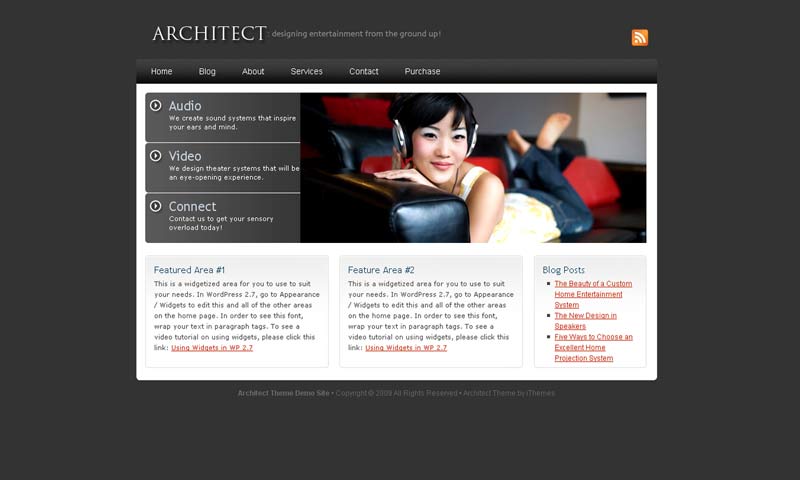 ARCHITECT : designing entertainment from the ground up!
Home Blog About Services Contact Purchase
Audio
We create sound systems that inspire
your ears and mind.
Video
We design theater systems that will be
an eye-opening experience.
Connect
Contact us to get your sensory
overload today!
Featured Area #1
This is a widgetized area for you to use to suit
your needs. In WordPress 2.7, go to Appearance
/ Widgets to edit this and all of the other areas
on the home page. In order to see this font,
wrap your text in paragraph tags. To see a
video tutorial on using widgets, please click this
link: Using Widgets in WP 2.7
Feature Area #2
This is a widgetized area for you to use to suit
your needs. In WordPress 2.7, go to Appearance
/ Widgets to edit this and all of the other areas
on the home page. In order to see this font,
wrap your text in paragraph tags. To see a
video tutorial on using widgets, please click this
link: Using Widgets in WP 2.7
Blog Posts
The Beauty of a Custom
Home Entertainment
System
The New Design in
Speakers
Five Ways to Choose an
Excellent Home
Projection System
Architect Theme Demo Site • Copyright © 2009 All Rights Reserved • Architect Theme by iThemes